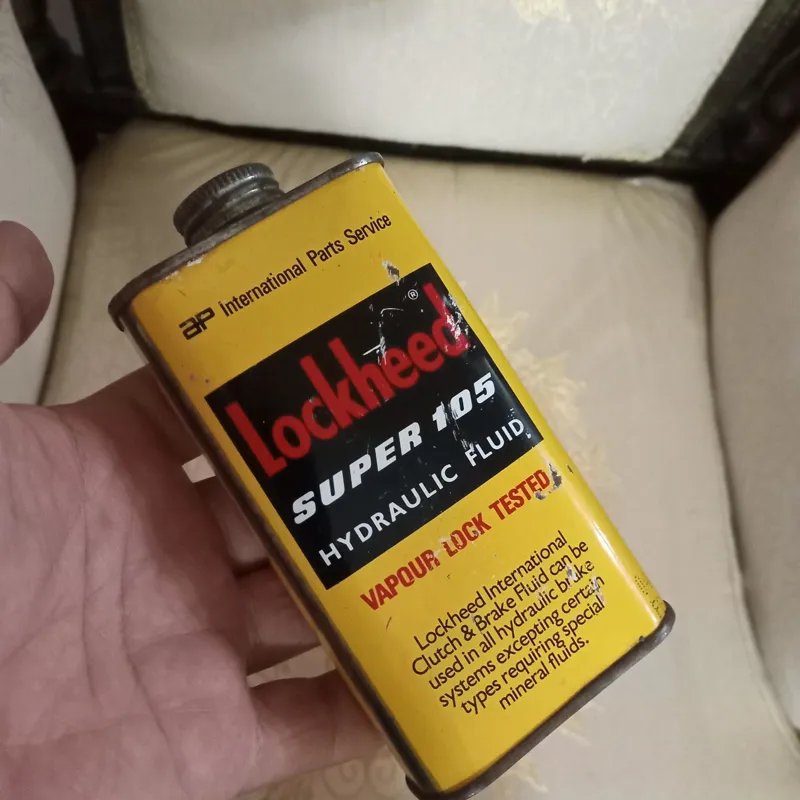 ap International Parts Service
Lockheed®
SUPER 105
HYDRAULIC FLUID
VAPOUR LOCK TESTED
Lockheed International
Clutch & Brake Fluid can be
used in all hydraulic brake
systems excepting certain
types requiring special
mineral fluids.